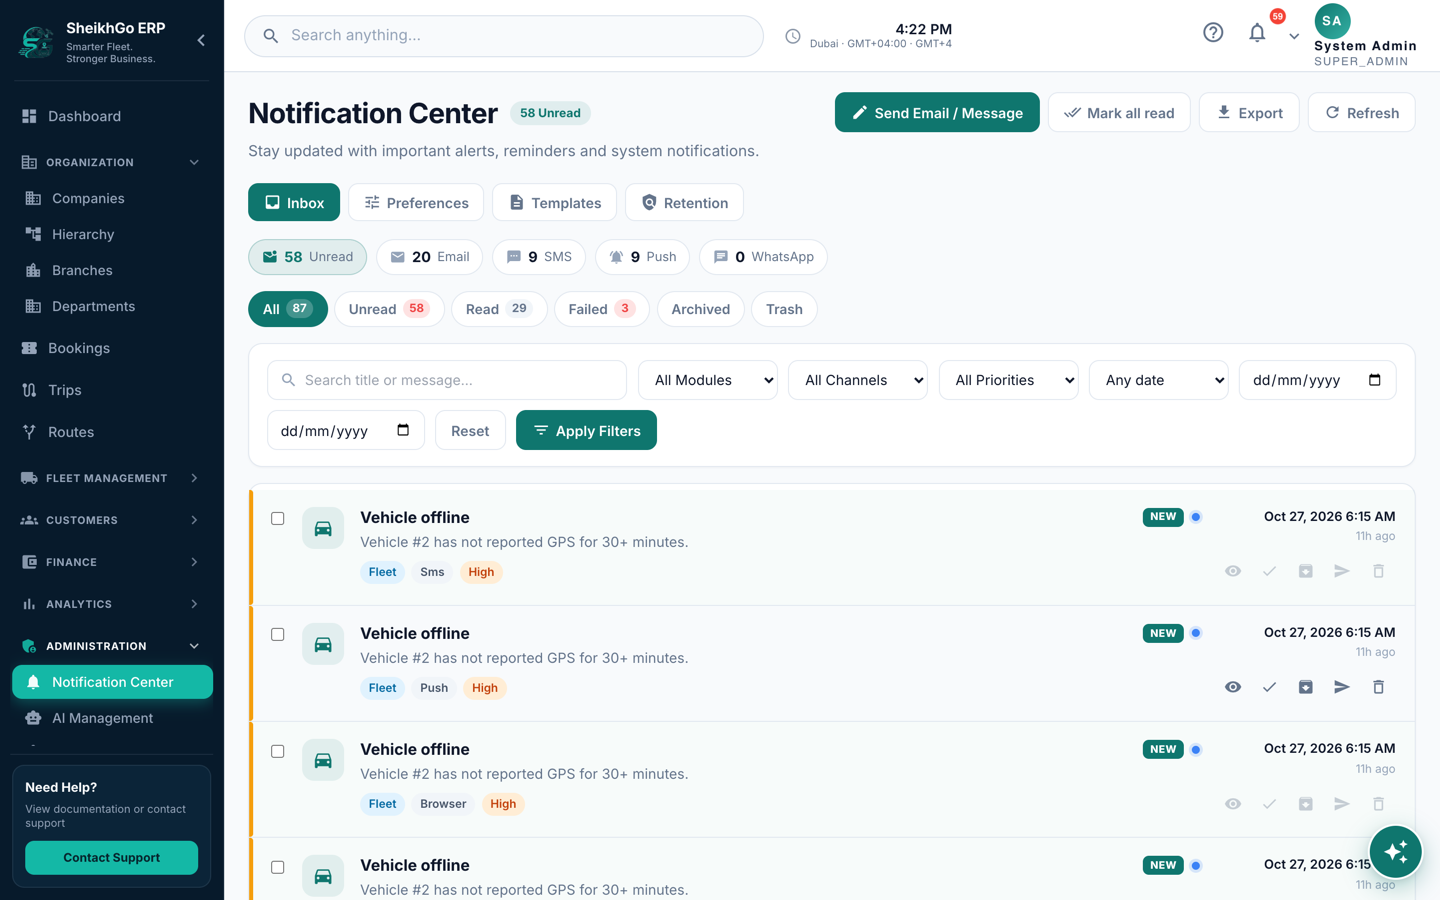 SheikhGo ERP
Smarter Fleet.
Stronger Business.
Search anything...
4:22 PM
Dubai · GMT+04:00 · GMT+4
59
SA
System Admin
SUPER_ADMIN
Dashboard
ORGANIZATION
Companies
Hierarchy
Branches
Departments
Bookings
Trips
Routes
FLEET MANAGEMENT
CUSTOMERS
FINANCE
ANALYTICS
ADMINISTRATION
Notification Center
AI Management
Need Help?
View documentation or contact
support
Contact Support
Notification Center
58 Unread
Send Email / Message
Mark all read
Export
Refresh
Stay updated with important alerts, reminders and system notifications.
Inbox
Preferences
Templates
Retention
58 Unread
20 Email
9 SMS
9 Push
0 WhatsApp
All 87
Unread 58
Read 29
Failed 3
Archived
Trash
Search title or message...
All Modules
All Channels
All Priorities
Any date
dd/mm/yyyy
dd/mm/yyyy
Reset
Apply Filters
Vehicle offline
NEW
Oct 27, 2026 6:15 AM
Vehicle #2 has not reported GPS for 30+ minutes.
11h ago
Fleet Sms High
Vehicle offline
NEW
Oct 27, 2026 6:15 AM
Vehicle #2 has not reported GPS for 30+ minutes.
11h ago
Fleet Push High
Vehicle offline
NEW
Oct 27, 2026 6:15 AM
Vehicle #2 has not reported GPS for 30+ minutes.
11h ago
Fleet Browser High
Vehicle offline
NEW
Oct 27, 2026 6:15
Vehicle #2 has not reported GPS for 30+ minutes.
11h ago